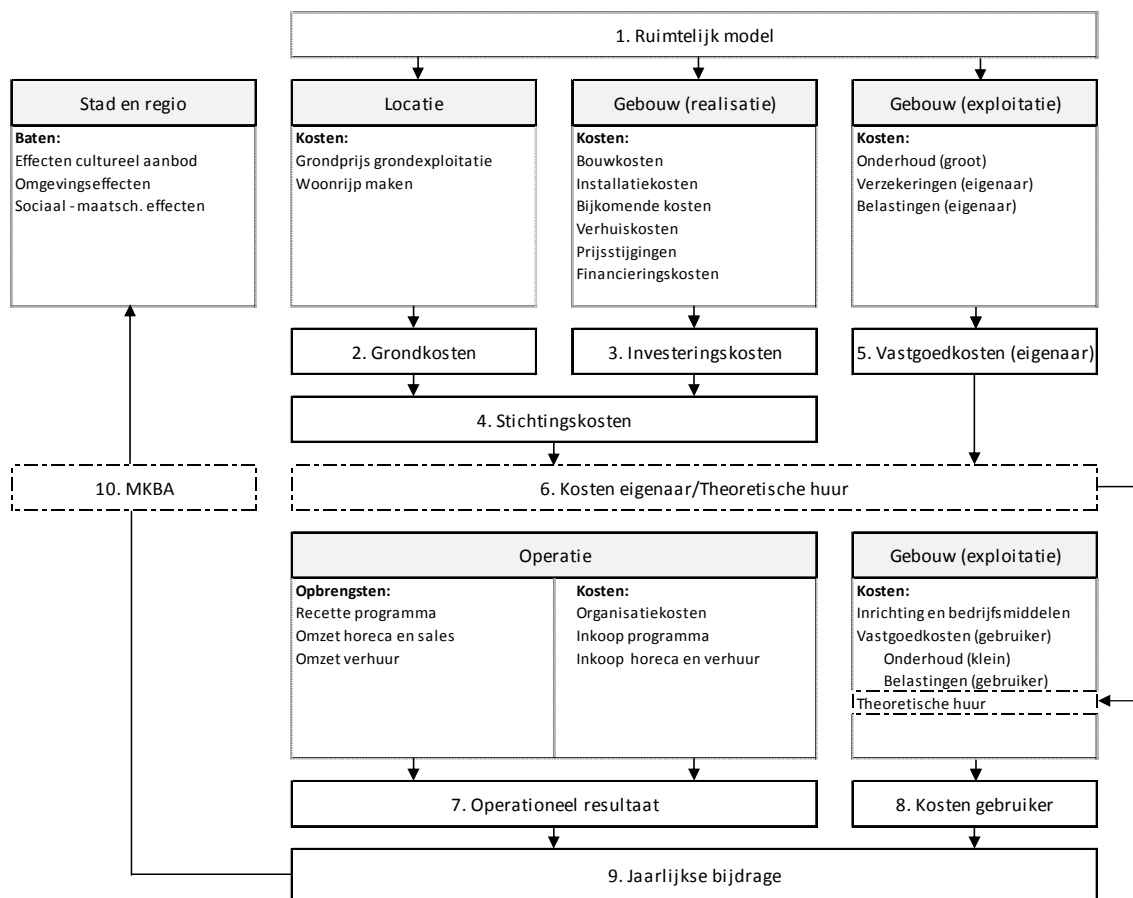 1. Ruimtelijk model
Stad en regio
Baten:
Effecten cultureel aanbod
Omgevingseffecten
Sociaal - maatsch. effecten
Locatie
Kosten:
Grondprijs grondexploitatie
Woonrijp maken
Gebouw (realisatie)
Kosten:
Bouwkosten
Installatiekosten
Bijkomende kosten
Verhuiskosten
Prijsstijgingen
Financieringskosten
Gebouw (exploitatie)
Kosten:
Onderhoud (groot)
Verzekeringen (eigenaar)
Belastingen (eigenaar)
2. Grondkosten
3. Investeringskosten
5. Vastgoedkosten (eigenaar)
4. Stichtingskosten
10. MKBA
6. Kosten eigenaar/Theoretische huur
Operatie
Opbrengsten:
Recette programma
Omzet horeca en sales
Omzet verhuur
Kosten:
Organisatiekosten
Inkoop programma
Inkoop horeca en verhuur
Gebouw (exploitatie)
Kosten:
Inrichting en bedrijfsmiddelen
Vastgoedkosten (gebruiker)
Onderhoud (klein)
Belastingen (gebruiker)
Theoretische huur
7. Operationeel resultaat
8. Kosten gebruiker
9. Jaarlijkse bijdrage